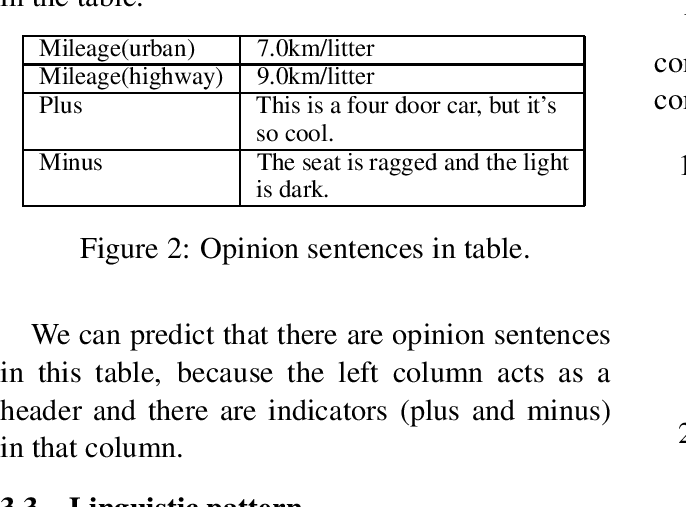 in the table.
Mileage(urban) 7.0km/litter
Mileage(highway) 9.0km/litter
Plus This is a four door car, but it's
so cool.
Minus The seat is ragged and the light
is dark.
Figure 2: Opinion sentences in table.
We can predict that there are opinion sentences
in this table, because the left column acts as a
header and there are indicators (plus and minus)
in that column.
3.3 Linguistic pattern
1
2